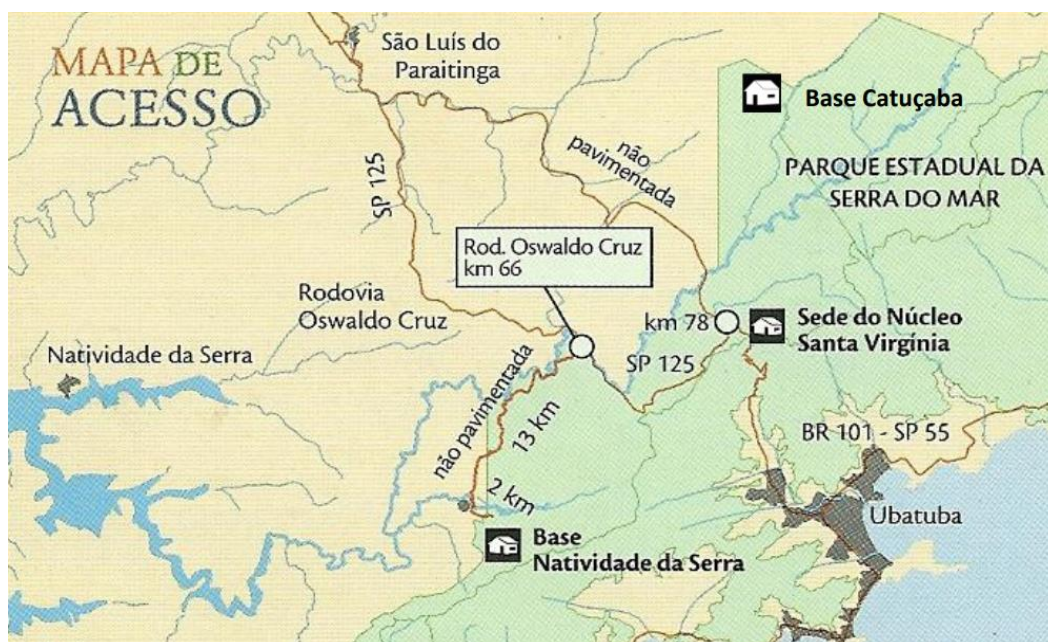 MAPA DE
ACESSO
São Luís do
Paraitinga
Base Catuçaba
não
pavimentada
PARQUE ESTADUAL DA
SERRA DO MAR
SP 125
Rod. Oswaldo Cruz
km 66
Rodovia
Oswaldo Cruz
km 78
Sede do Núcleo
Santa Virgínia
Natividade da Serra
SP 125
não pavimentada
13 km
BR 101 - SP 55
2 km
Ubatuba
Base
Natividade da Serra